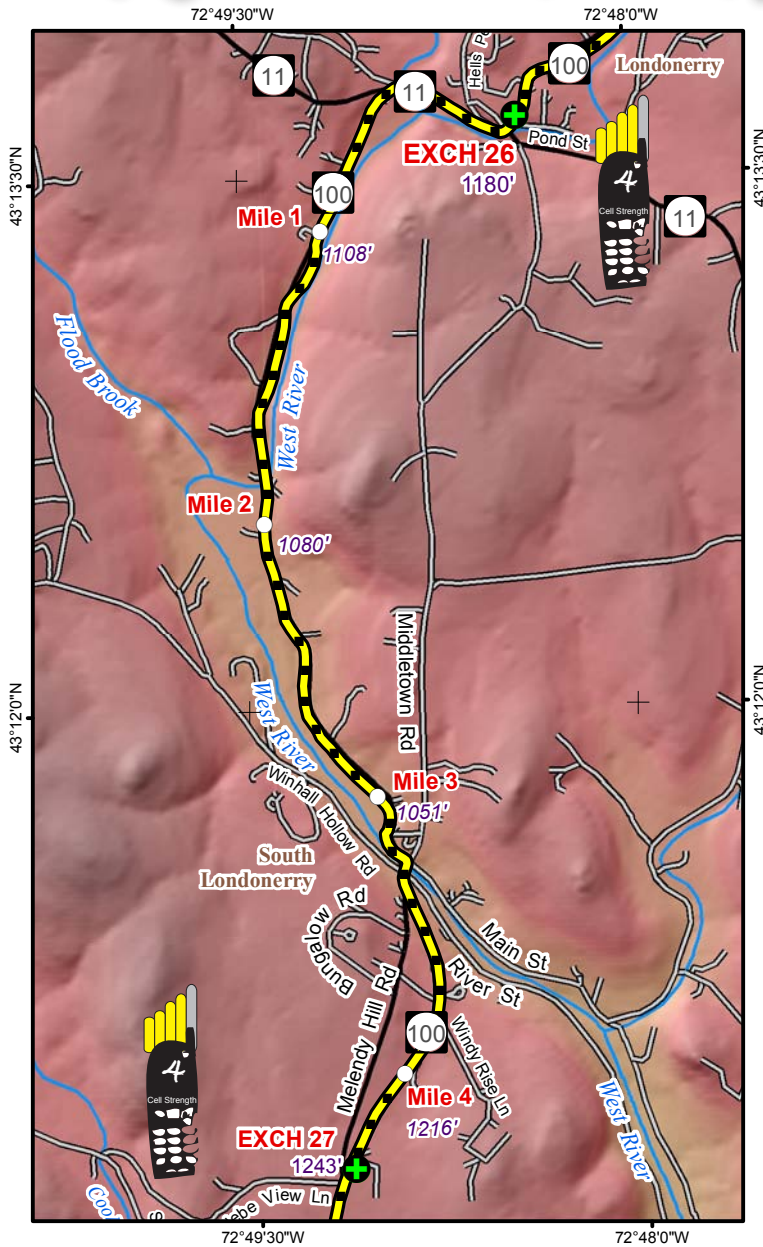 72°49'30"W
72°48'0"W
11
100
Londonerry
Hells
11
Pond St
EXCH 26
1180'
43°13'30"N
43°13'30"N
4
Cell Strength
100
Mile 1
11
1108'
Flood Brook
West River
Mile 2
1080'
Middletown Rd
43°12'0"N
43°12'0"N
West River
Winhall Hollow Rd
Mile 3
1051'
South
Londonerry
Bungalow Rd
Main St
River St
Melendy Hill Rd
100
Windy Rise Ln
4
Cell Strength
Mile 4
1216'
West River
EXCH 27
1243'
ebe View Ln
Cool
72°49'30"W
72°48'0"W